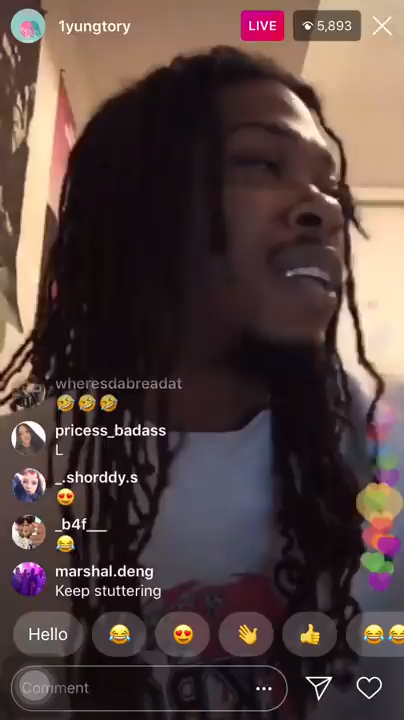 1yungtory
LIVE
5,893
wheresdabreadat
🤣🤣🤣
pricess_badass
L
_.shorddy.s
😍
_b4f___
😂
marshal.deng
Keep stuttering
Hello 😂 😍 👋 👍 😂😂
Comment